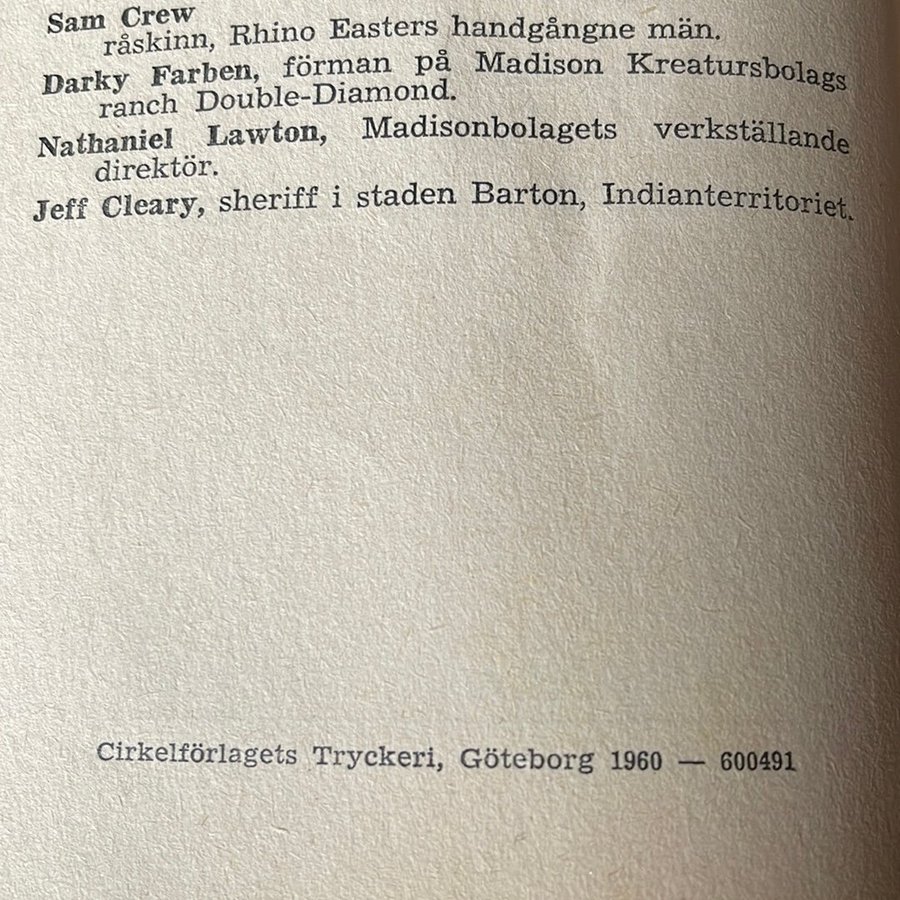 Sam Crew
råskinn, Rhino Easters handgångne män.
Darky Farben, förman på Madison Kreatursbolags
ranch Double-Diamond.
Nathaniel Lawton, Madisonbolagets verkställande
direktör.
Jeff Cleary, sheriff i staden Barton, Indianterritoriet.
Cirkelförlagets Tryckeri, Göteborg 1960 — 600491